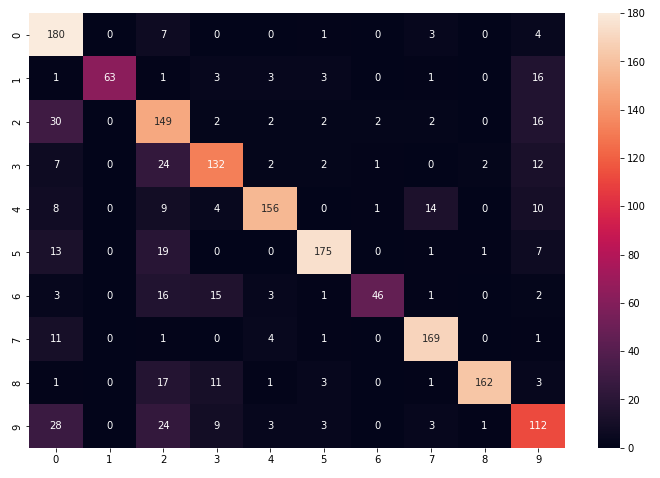 0 180 0 7 0 0 1 0 3 0 4
1 1 63 1 3 3 3 0 1 0 16
2 30 0 149 2 2 2 2 2 0 16
3 7 0 24 132 2 2 1 0 2 12
4 8 0 9 4 156 0 1 14 0 10
5 13 0 19 0 0 175 0 1 1 7
6 3 0 16 15 3 1 46 1 0 2
7 11 0 1 0 4 1 0 169 0 1
8 1 0 17 11 1 3 0 1 162 3
9 28 0 24 9 3 3 0 3 1 112
0 1 2 3 4 5 6 7 8 9
180
160
140
120
100
80
60
40
20
0